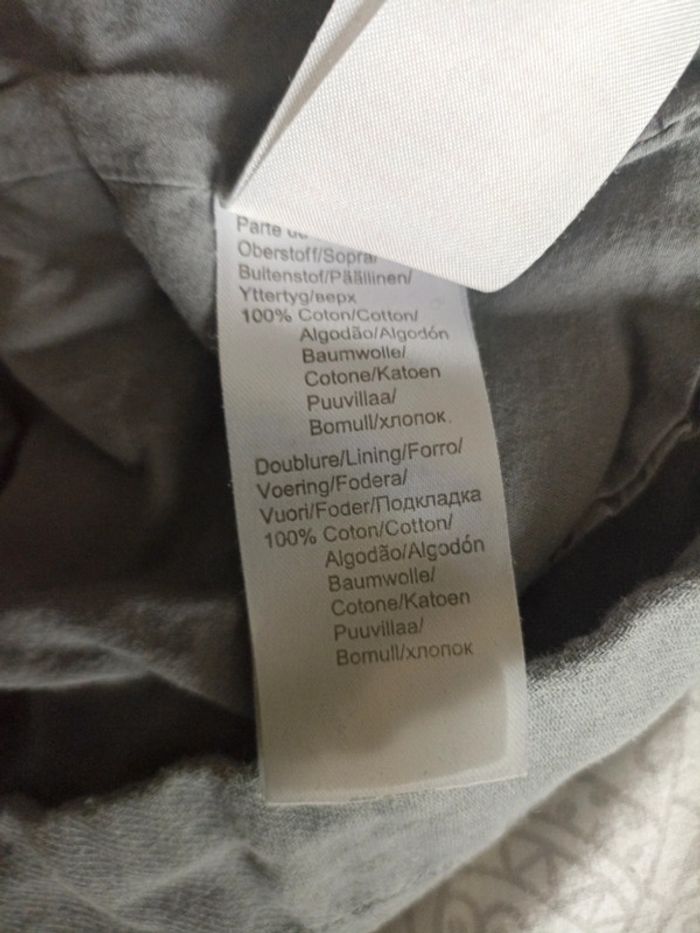 Parte
Oberstoff/Sopra/
Buitenstof/Päällinen/
Yttertyg/верх
100% Coton/Cotton/
Algodão/Algodón
Baumwolle/
Cotone/Katoen
Puuvillaa/
Bomull/хлопок.
Doublure/Lining/Forro/
Voering/Fodera/
Vuori/Foder/Подкладка
100% Coton/Cotton/
Algodão/Algodón
Baumwolle/
Cotone/Katoen
Puuvillaa/
Bomull/хлопок